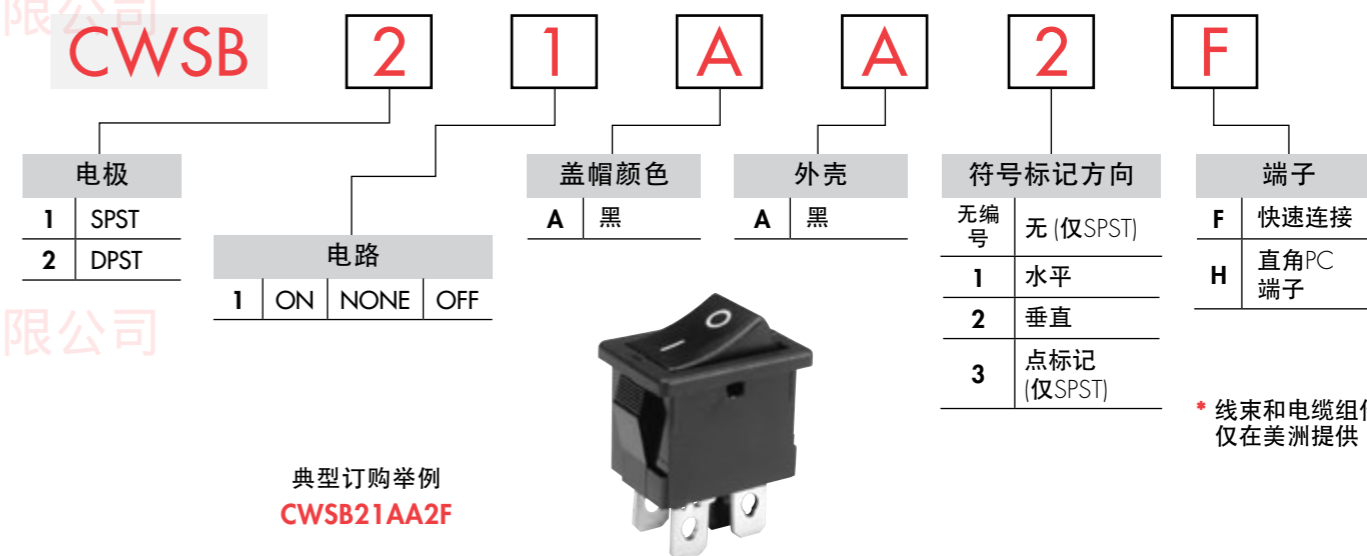 限公司
CWSB 2 1 A A 2 F
电极
1 SPST
2 DPST
电路
1 ON NONE OFF
盖帽颜色
A 黑
外壳
A 黑
符号标记方向
无编
号
无 (仅SPST)
1 水平
2 垂直
3 点标记
(仅SPST)
端子
F 快速连接
H 直角PC
端子
限公司
* 线束和电缆组
仅在美洲提供
典型订购举例
CWSB21AA2F